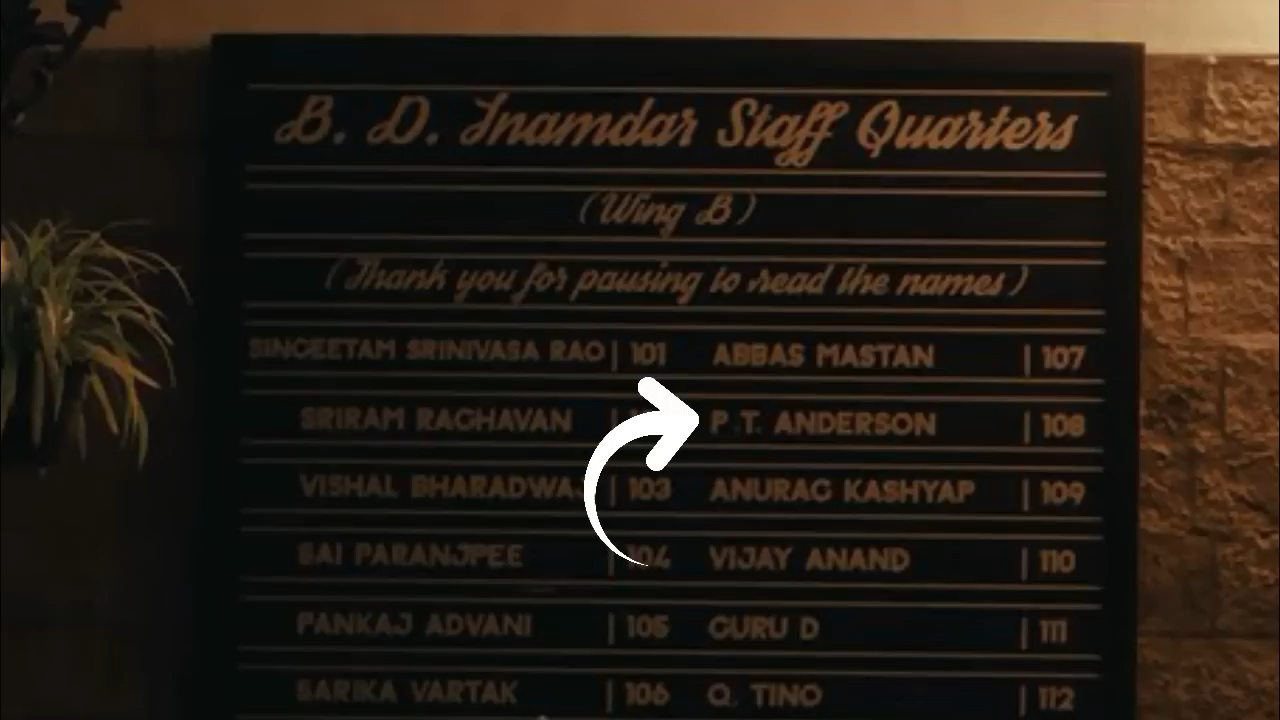 B. D. Inamdar Staff Quarters
(Wing B)
(Thank you for pausing to read the names)
SINGEETAM SRINIVASA RAO | 101 ABBAS MASTAN | 107
SRIRAM RAGHAVAN | P. T. ANDERSON | 108
VISHAL BHARADWAJ | 103 ANURAG KASHYAP | 109
SAI PARANJPEE 104 VIJAY ANAND | 110
PANKAJ ADVANI | 105 GURU D | 111
SARIKA VARTAK | 106 Q. TINO | 112